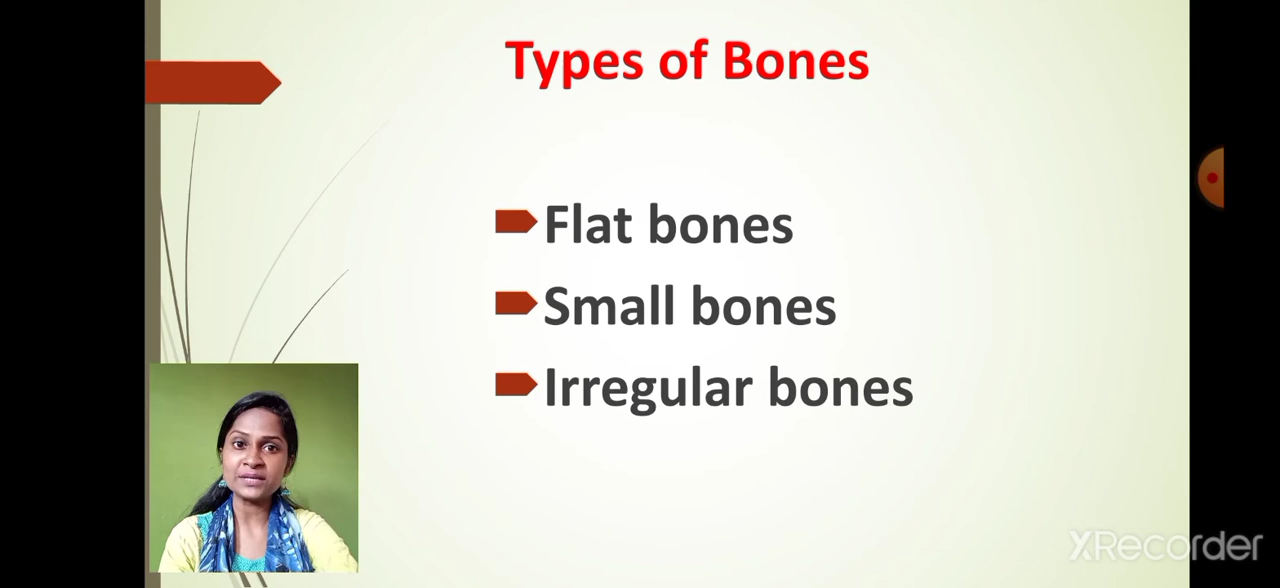 Types of Bones
Flat bones
Small bones
Irregular bones
XRecorder